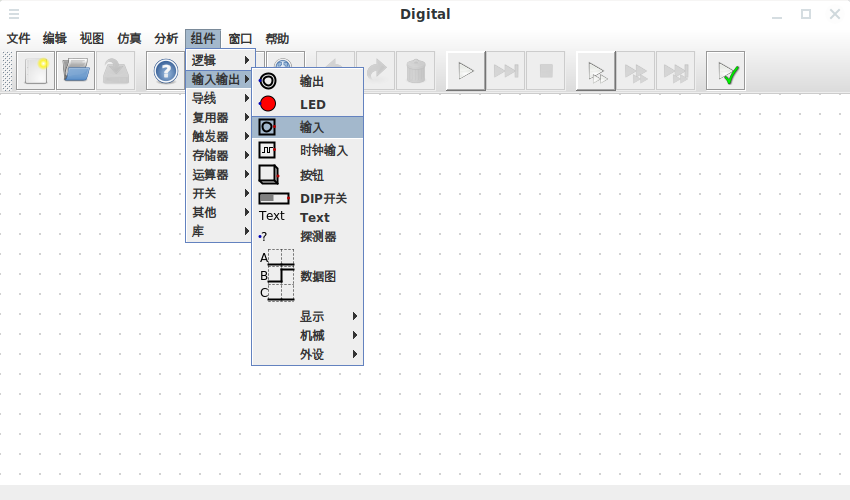 Digital
文件 编辑 视图 仿真 分析 组件 窗口 帮助
逻辑
输入输出
导线
复用器
触发器
存储器
运算器
开关
其他
库
输出
LED
输入
时钟输入
按钮
DIP开关
Text Text
?
探测器
A
B
C
数据图
显示
机械
外设